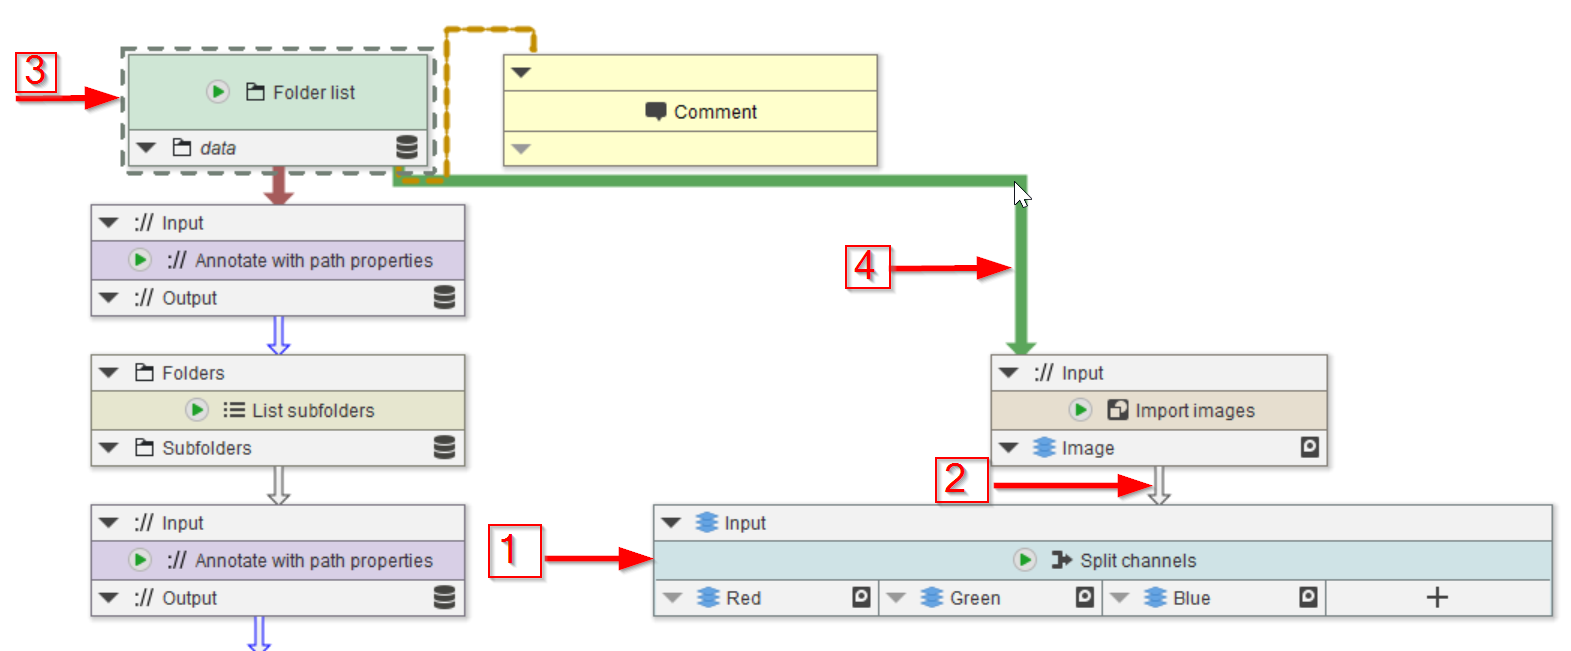 3
Folder list
data
Comment
:// Input
:// Annotate with path properties
:// Output
4
Folders
List subfolders
Subfolders
:// Input
Import images
Image
2
:// Input
:// Annotate with path properties
:// Output
1
Input
Split channels
Red Green Blue +